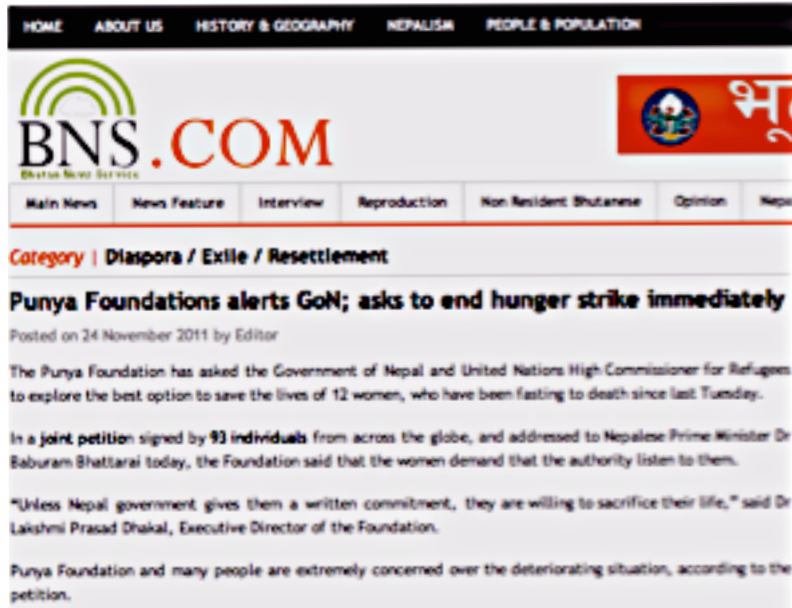 HOME ABOUT US HISTORY & GEOGRAPHY NEPALISM PEOPLE & POPULATION
BNS.COM
Bhutan News Service
भू
Main News News Feature Interview Reproduction Non Resident Bhutanese Opinion Nepa
Category | Diaspora / Exile / Resettlement
Punya Foundations alerts GoN; asks to end hunger strike immediately
Posted on 24 November 2011 by Editor
The Punya Foundation has asked the Government of Nepal and United Nations High Commissioner for Refugees
to explore the best option to save the lives of 12 women, who have been fasting to death since last Tuesday.
In a joint petition signed by 93 individuals from across the globe, and addressed to Nepalese Prime Minister Dr
Baburam Bhattarai today, the Foundation said that the women demand that the authority listen to them.
"Unless Nepal government gives them a written commitment, they are willing to sacrifice their life," said Dr
Lakshmi Prasad Dhakal, Executive Director of the Foundation.
Punya Foundation and many people are extremely concerned over the deteriorating situation, according to the
petition.